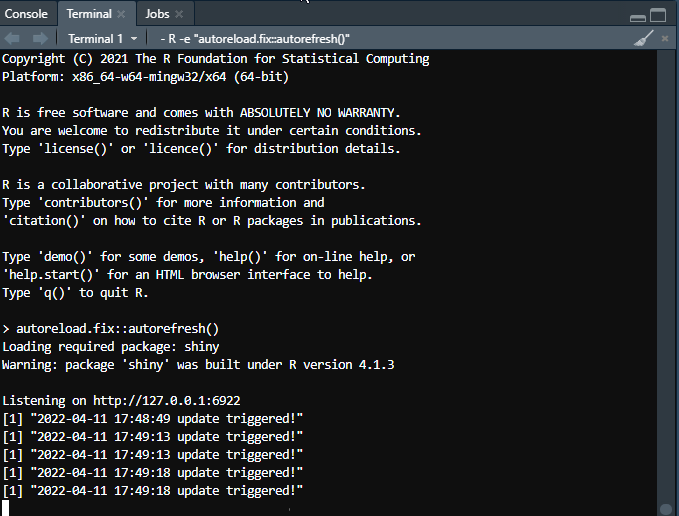 Console Terminal Jobs
Terminal 1 - R -e "autoreload.fix::autorefresh()"
Copyright (C) 2021 The R Foundation for Statistical Computing
Platform: x86_64-w64-mingw32/x64 (64-bit)
R is free software and comes with ABSOLUTELY NO WARRANTY.
You are welcome to redistribute it under certain conditions.
Type 'license()' or 'licence()' for distribution details.
R is a collaborative project with many contributors.
Type 'contributors()' for more information and
'citation()' on how to cite R or R packages in publications.
Type 'demo()' for some demos, 'help()' for on-line help, or
'help.start()' for an HTML browser interface to help.
Type 'q()' to quit R.
> autoreload.fix::autorefresh()
Loading required package: shiny
Warning: package 'shiny' was built under R version 4.1.3
Listening on http://127.0.0.1:6922
[1] "2022-04-11 17:48:49 update triggered!"
[1] "2022-04-11 17:49:13 update triggered!"
[1] "2022-04-11 17:49:13 update triggered!"
[1] "2022-04-11 17:49:18 update triggered!"
[1] "2022-04-11 17:49:18 update triggered!"